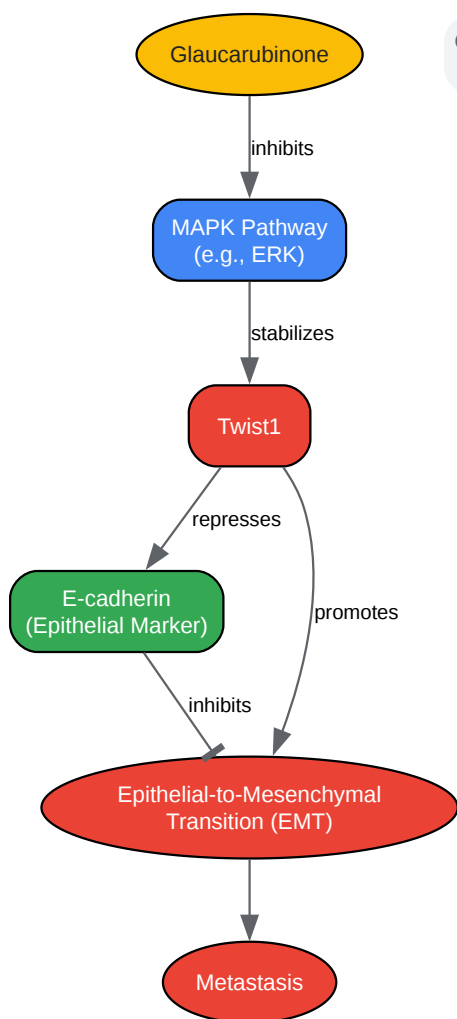 Glaucarubinone
inhibits
MAPK Pathway
(e.g., ERK)
stabilizes
Twist1
represses
E-cadherin
(Epithelial Marker)
promotes
inhibits
Epithelial-to-Mesenchymal
Transition (EMT)
Metastasis